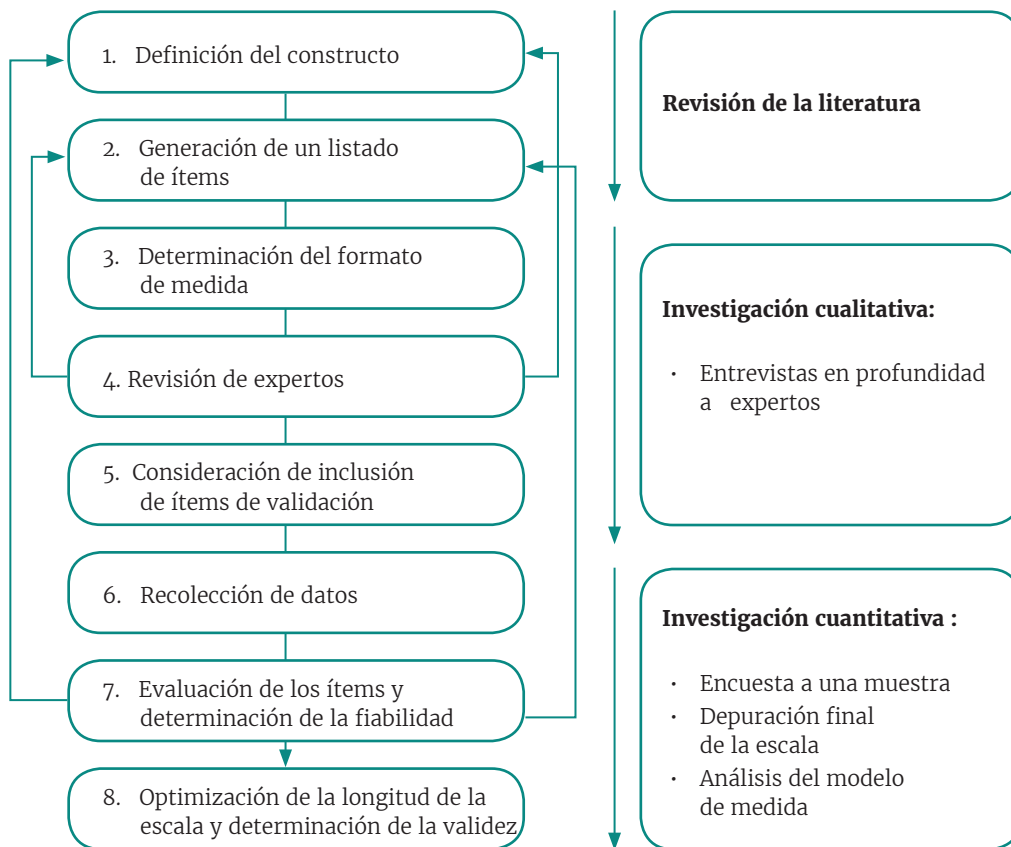 1. Definición del constructo
2. Generación de un listado
de ítems
3. Determinación del formato
de medida
4. Revisión de expertos
5. Consideración de inclusión
de ítems de validación
6. Recolección de datos
7. Evaluación de los ítems y
determinación de la fiabilidad
8. Optimización de la longitud de la
escala y determinación de la validez
Revisión de la literatura
Investigación cualitativa:
· Entrevistas en profundidad
a expertos
Investigación cuantitativa :
· Encuesta a una muestra
· Depuración final
de la escala
· Análisis del modelo
de medida